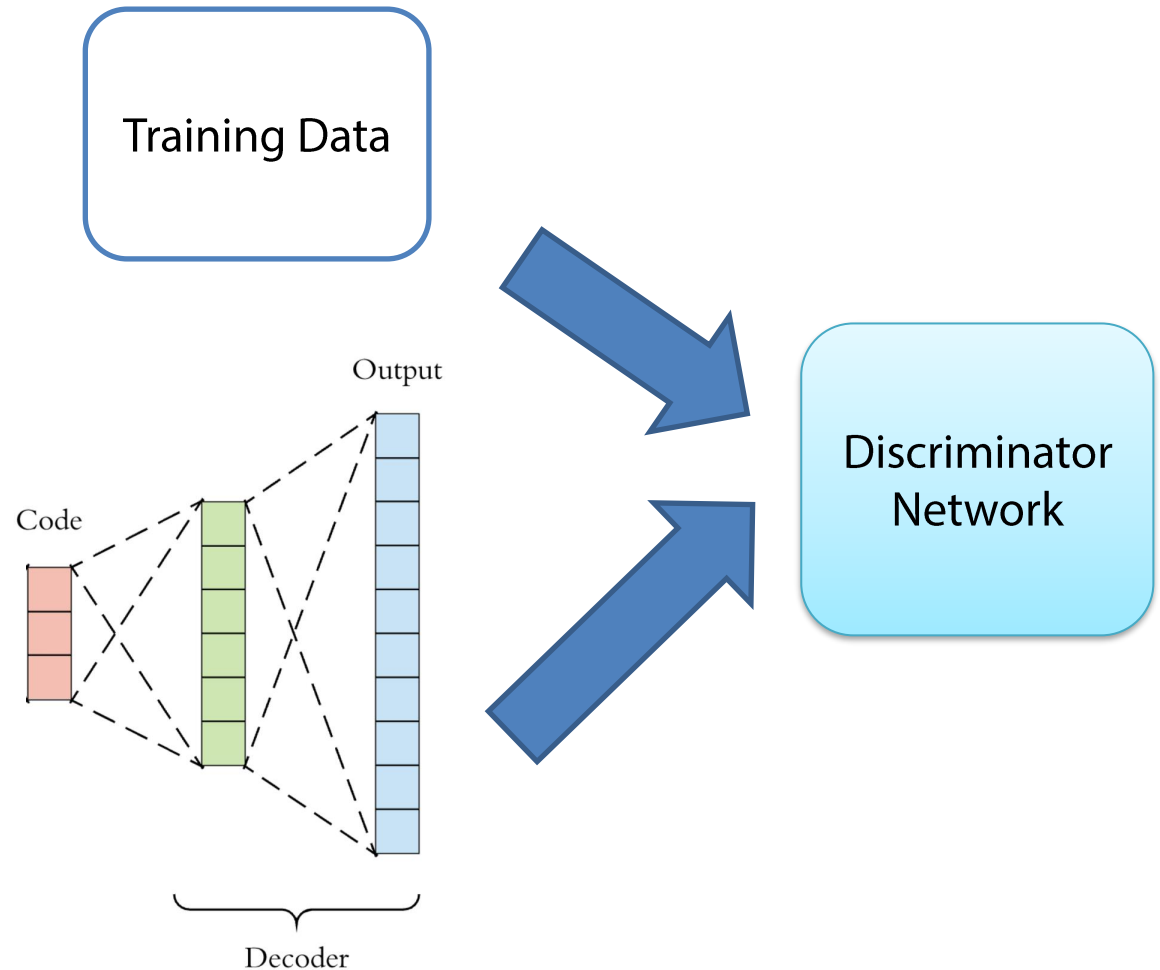 Training Data
Output
Code
Discriminator
Network
Decoder